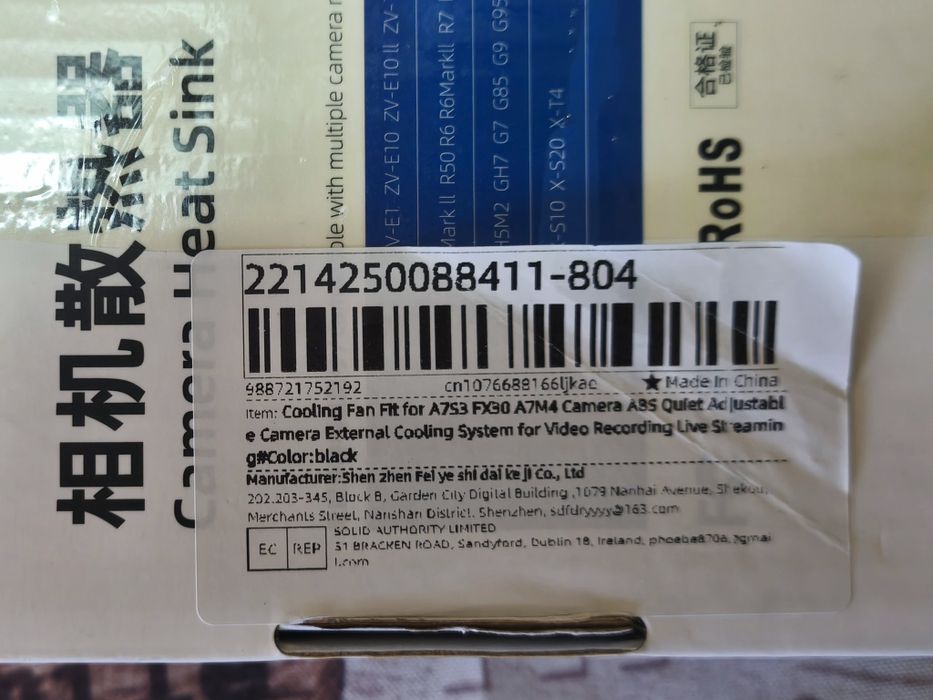 相机散热器
Camera Heat Sink
ble with multiple camera
V-E1 ZV-E10 ZV-E10 II ZV-
Mark II R50 R6 R6MarkII R7
H5M2 GH7 G7 G85 G9 G95
-S10 X-S20 X-T4
合格证
已检验
RoHS
2214250088411-804
988721752192 cn1076688166ljkae ★ Made In China
Item: Cooling Fan Fit for A7S3 FX30 A7M4 Camera ABS Quiet Adjustabl
e Camera External Cooling System for Video Recording Live Streamin
g#Color:black
Manufacturer:Shen zhen Fei ye shi dai ke ji Co., Ltd
202.203-345, Block B, Garden City Digital Building ,1079 Nanhai Avenue, Shekou,
Merchants Street, Nanshan District. Shenzhen, sdfdryyyy@163.com
EC REP
SOLID AUTHORITY LIMITED
51 BRACKEN ROAD, Sandyford, Dublin 18, Ireland,
l.com